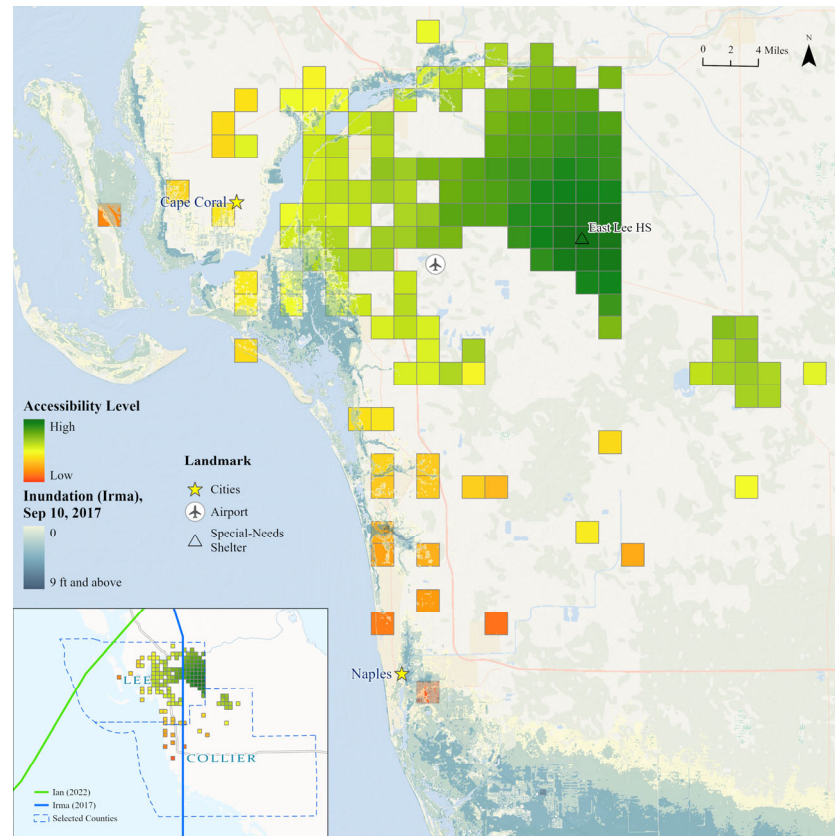 0 2 4 Miles
N
Cape Coral
East Lee HS
Accessibility Level
High
Low
Inundation (Irma),
Sep 10, 2017
0
9 ft and above
Landmark
Cities
Airport
Special-Needs
Shelter
Naples
LEE
COLLIER
Ian (2022)
Irma (2017)
Selected Counties